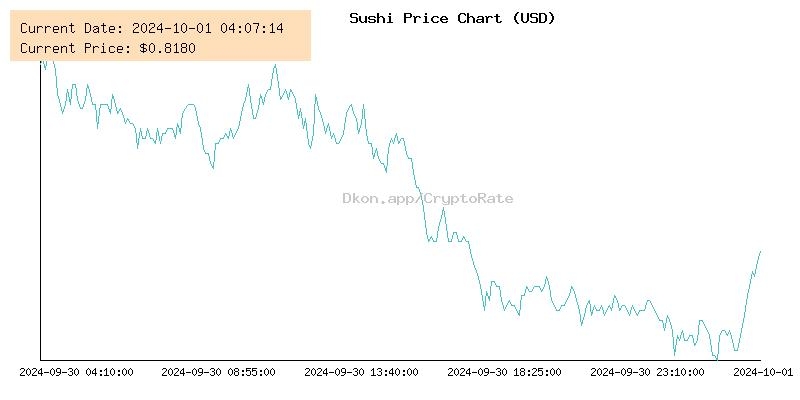 Sushi Price Chart (USD)
Current Date: 2024-10-01 04:07:14
Current Price: $0.8180
Dkon.app/CryptoRate
2024-09-30 04:10:00 2024-09-30 08:55:00 2024-09-30 13:40:00 2024-09-30 18:25:00 2024-09-30 23:10:00 2024-10-01